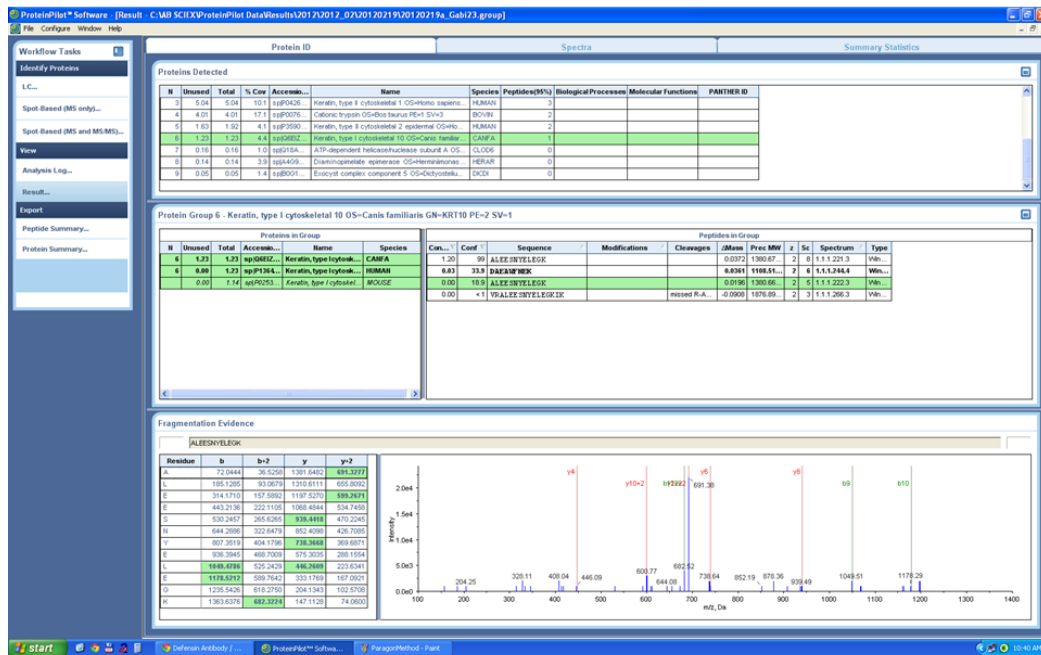 ProteinPilot™ Software - [Result - C:\AB SCIEX\ProteinPilot Data\Results\2012\2012_02\20120219\20120219a_Gabi23.group]
File Configure Window Help
Workflow Tasks
Identify Proteins
LC...
Spot-Based (MS only)...
Spot-Based (MS and MS/MS)...
View
Analysis Log...
Result...
Export
Peptide Summary...
Protein Summary...
Protein ID Spectra Summary Statistics
Proteins Detected
N Unused Total % Cov Accessio... Name Species Peptides(95%) Biological Processes Molecular Functions PANTHER ID
3 5.04 5.04 10.1 sp|P0426... Keratin, type II cytoskeletal 1 OS=Homo sapiens... HUMAN 3
4 4.01 4.01 17.1 sp|P0076... Cationic trypsin OS=Bos taurus PE=1 SV=3 BOVIN 2
5 1.63 1.92 4.1 sp|P3590... Keratin, type II cytoskeletal 2 epidermal OS=Ho... HUMAN 2
6 1.23 1.23 4.4 sp|Q6EIZ... Keratin, type I cytoskeletal 10 OS=Canis familiar... CANFA 1
7 0.16 0.16 1.0 sp|Q18A... ATP-dependent helicase/nuclease subunit A OS... CLOD6 0
8 0.14 0.14 3.9 sp|A4G9... Diaminopimelate epimerase OS=Herminiimonas... HERAR 0
9 0.05 0.05 1.4 sp|B0G1... Exocyst complex component 5 OS=Dictyosteliu... DICDI 0
Protein Group 6 - Keratin, type I cytoskeletal 10 OS=Canis familiaris GN=KRT10 PE=2 SV=1
Proteins in Group
N Unused Total Accessio... Name Species
6 1.23 1.23 sp|Q6EIZ... Keratin, type I cytosk... CANFA
6 0.00 1.23 sp|P1364... Keratin, type I cytosk... HUMAN
0.00 1.14 sp|P0253... Keratin, type I cytoskel... MOUSE
Peptides in Group
Con... Conf Sequence Modifications Cleavages ΔMass Prec MW z Sc Spectrum Type
1.20 99 ALEESNYELEGK 0.0372 1380.67... 2 8 1.1.1.221.3 Win...
0.03 33.9 0.0361 1108.51... 2 6 1.1.1.244.4 Win...
0.00 18.9 ALEESNYELEGK 0.0196 1380.66... 2 5 1.1.1.222.3 Win...
0.00 <1 VRALEESNYELEGKIK missed R-A... -0.0908 1876.89... 2 3 1.1.1.266.3 Win...
Fragmentation Evidence
ALEESNYELEGK
Residue b b+2 y y+2
A 72.0444 36.5258 1381.6482 691.3277
L 185.1285 93.0679 1310.6111 655.8092
E 314.1710 157.5892 1197.5270 599.2671
E 443.2136 222.1105 1068.4844 534.7458
S 530.2457 265.6265 939.4418 470.2245
N 644.2886 322.6479 852.4098 426.7085
Y 807.3519 404.1796 738.3668 369.6871
E 936.3945 468.7009 575.3035 288.1554
L 1049.4786 525.2429 446.2609 223.6341
E 1178.5212 589.7642 333.1769 167.0921
G 1235.5426 618.2750 204.1343 102.5708
K 1363.6376 682.3224 147.1128 74.0600
y4 y10+2 y6 y8 b9 b10
2.0e4 691.38
Intensity
1.5e4
1.0e4
5.0e3
0.0e0
204.25 328.11 408.04 446.09 600.77 644.08 682.52 738.64 852.19 878.36 939.49 1049.51 1178.29
100 200 300 400 500 600 700 800 900 1000 1100 1200 1300 1400
m/z, Da
start Defensin Antibody / ... ProteinPilot™ Softwa... ParagonMethod - Paint 10:40 AM